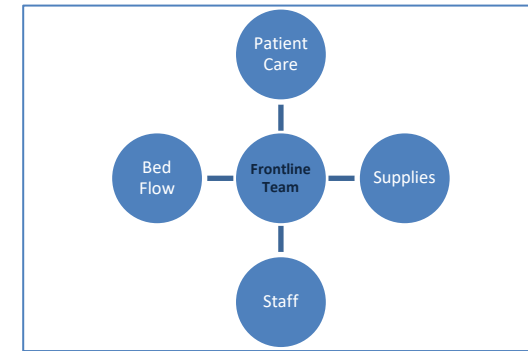 Patient
Care
Bed
Flow
Frontline
Team
Supplies
Staff